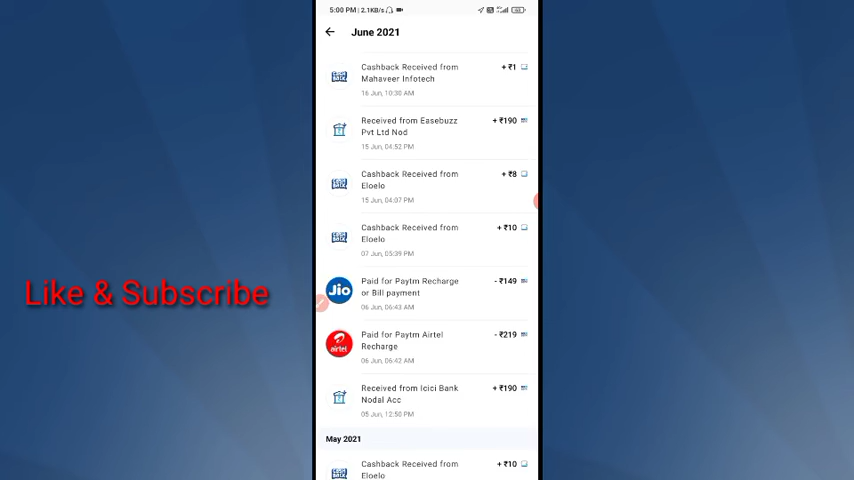 5:00 PM | 2.1KB/s
June 2021
Cashback Received from
Mahaveer Infotech
+ ₹1
16 Jun, 10:30 AM
Received from Easebuzz
Pvt Ltd Nod
+ ₹190
15 Jun, 04:52 PM
Cashback Received from
Eloelo
+ ₹8
15 Jun, 04:07 PM
Cashback Received from
Eloelo
+ ₹10
07 Jun, 05:39 PM
Jio
Paid for Paytm Recharge
or Bill payment
- ₹149
06 Jun, 06:43 AM
airtel
Paid for Paytm Airtel
Recharge
- ₹219
06 Jun, 06:42 AM
Received from Icici Bank
Nodal Acc
+ ₹190
05 Jun, 12:50 PM
May 2021
Cashback Received from
Eloelo
+ ₹10
Like & Subscribe